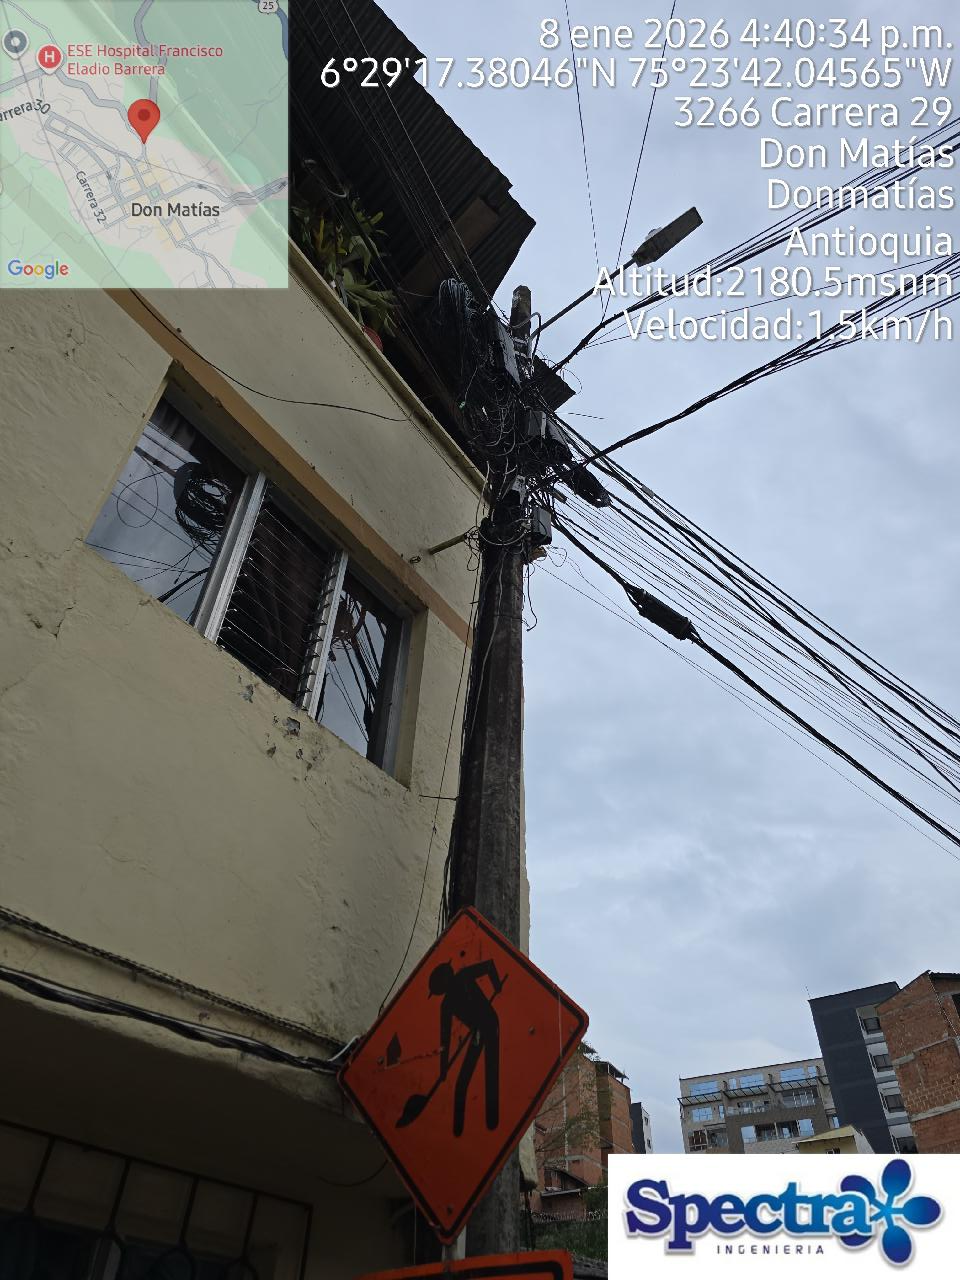 25
ESE Hospital Francisco
Eladio Barrera
arrera30
Carrera 32
Don Matías
Google
8 ene 2026 4:40:34 p.m.
6°29'17.38046"N 75°23'42.04565"W
3266 Carrera 29
Don Matías
Donmatías
Antioquia
Altitud:2180.5msnm
Velocidad:1.5km/h
Spectra
INGENIERIA